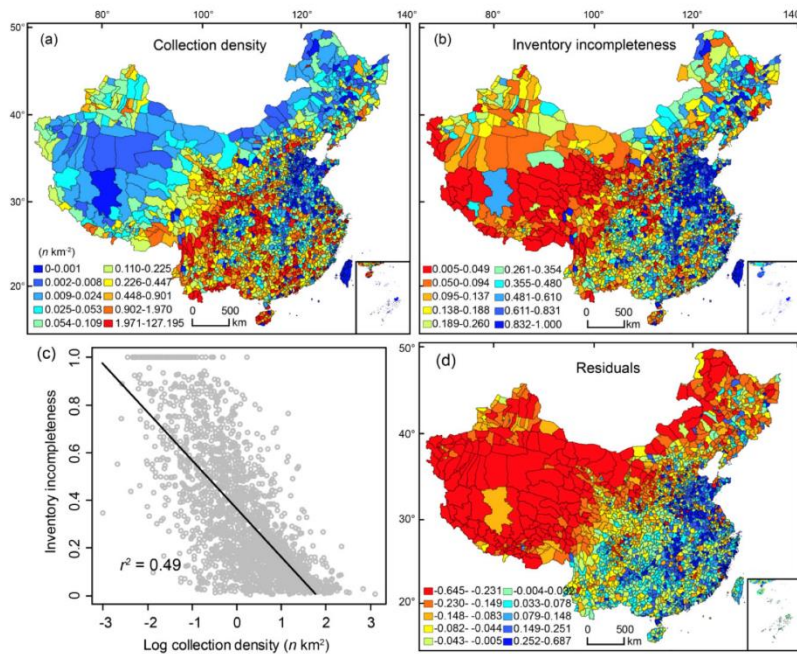 80° 100° 120° 140°
50°
(a)
Collection density
40°
30°
20°
(n km-2)
0-0.001 0.110-0.225
0.002-0.008 0.226-0.447
0.009-0.024 0.448-0.901
0.025-0.053 0.902-1.970
0.054-0.109 1.971-127.195
0 500
km
80° 100° 120° 140°
50°
(b)
Inventory incompleteness
40°
30°
20°
0.005-0.049 0.261-0.354
0.050-0.094 0.355-0.480
0.095-0.137 0.481-0.610
0.138-0.188 0.611-0.831
0.189-0.260 0.832-1.000
0 500
km
(c)
Inventory incompleteness
1.0
0.8
0.6
0.4
0.2
0
r2 = 0.49
-3 -2 -1 0 1 2 3
Log collection density (n km2)
50°
(d)
Residuals
40°
30°
20°
-0.645- -0.231 -0.004-0.032
-0.230- -0.149 0.033-0.078
-0.148- -0.083 0.079-0.148
-0.082- -0.044 0.149-0.251
-0.043- -0.005 0.252-0.687
0 500
km